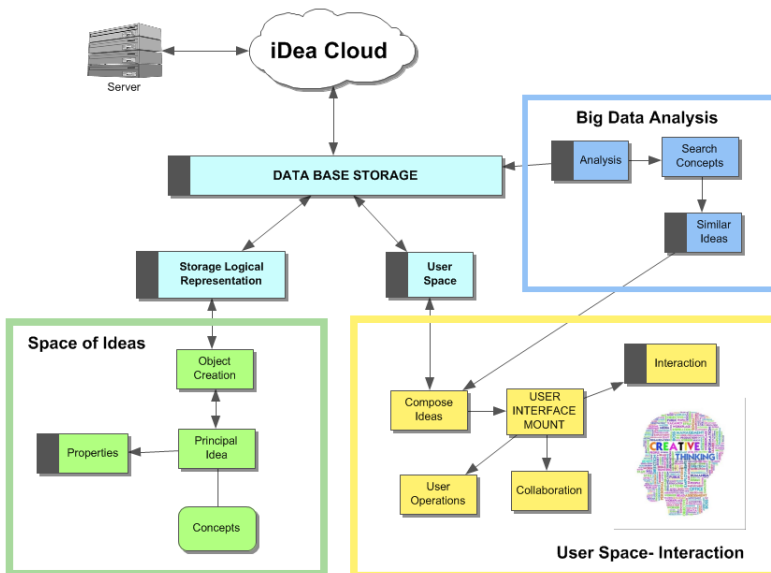 iDea Cloud
Server
Big Data Analysis
Analysis
Search
Concepts
DATA BASE STORAGE
Similar
Ideas
Storage Logical
Representation
User
Space
Space of Ideas
Object
Creation
Interaction
Compose
Ideas
USER
INTERFACE
MOUNT
Principal
Idea
Properties
CREATIVE
THINKING
User
Operations
Collaboration
Concepts
User Space- Interaction